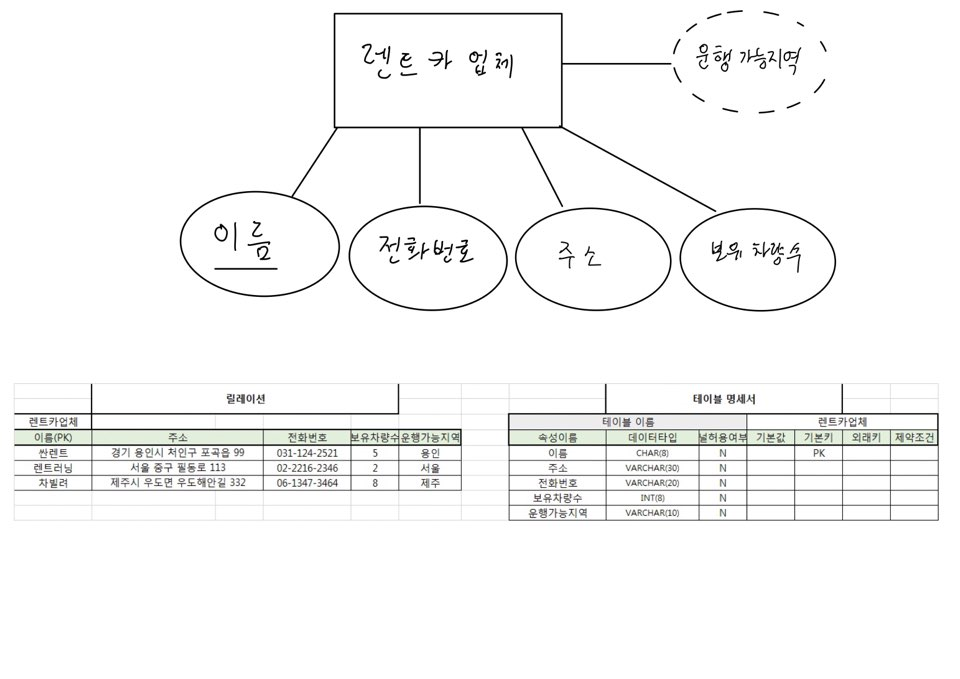 렌트카 업체
운행 가능지역
이름
전화번호
주소
보유 차량수
릴레이션
렌트카업체
이름(PK) 주소 전화번호 보유차량수 운행가능지역
싼렌트 경기 용인시 처인구 포곡읍 99 031-124-2521 5 용인
렌트러닝 서울 중구 필동로 113 02-2216-2346 2 서울
차빌려 제주시 우도면 우도해안길 332 06-1347-3464 8 제주
테이블 명세서
테이블 이름 렌트카업체
속성이름 데이터타입 널허용여부 기본값 기본키 외래키 제약조건
이름 CHAR(8) N PK
주소 VARCHAR(30) N
전화번호 VARCHAR(20) N
보유차량수 INT(8) N
운행가능지역 VARCHAR(10) N